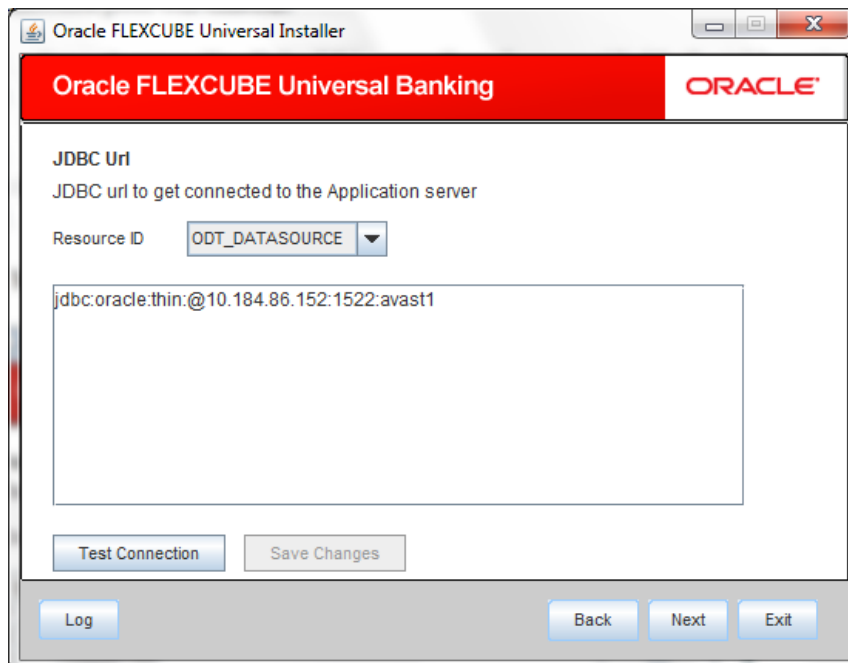 Oracle FLEXCUBE Universal Installer
Oracle FLEXCUBE Universal Banking
ORACLE'
JDBC Url
JDBC url to get connected to the Application server
Resource ID ODT_DATASOURCE
jdbc:oracle:thin:@10.184.86.152:1522:avast1
Test Connection Save Changes
Log Back Next Exit